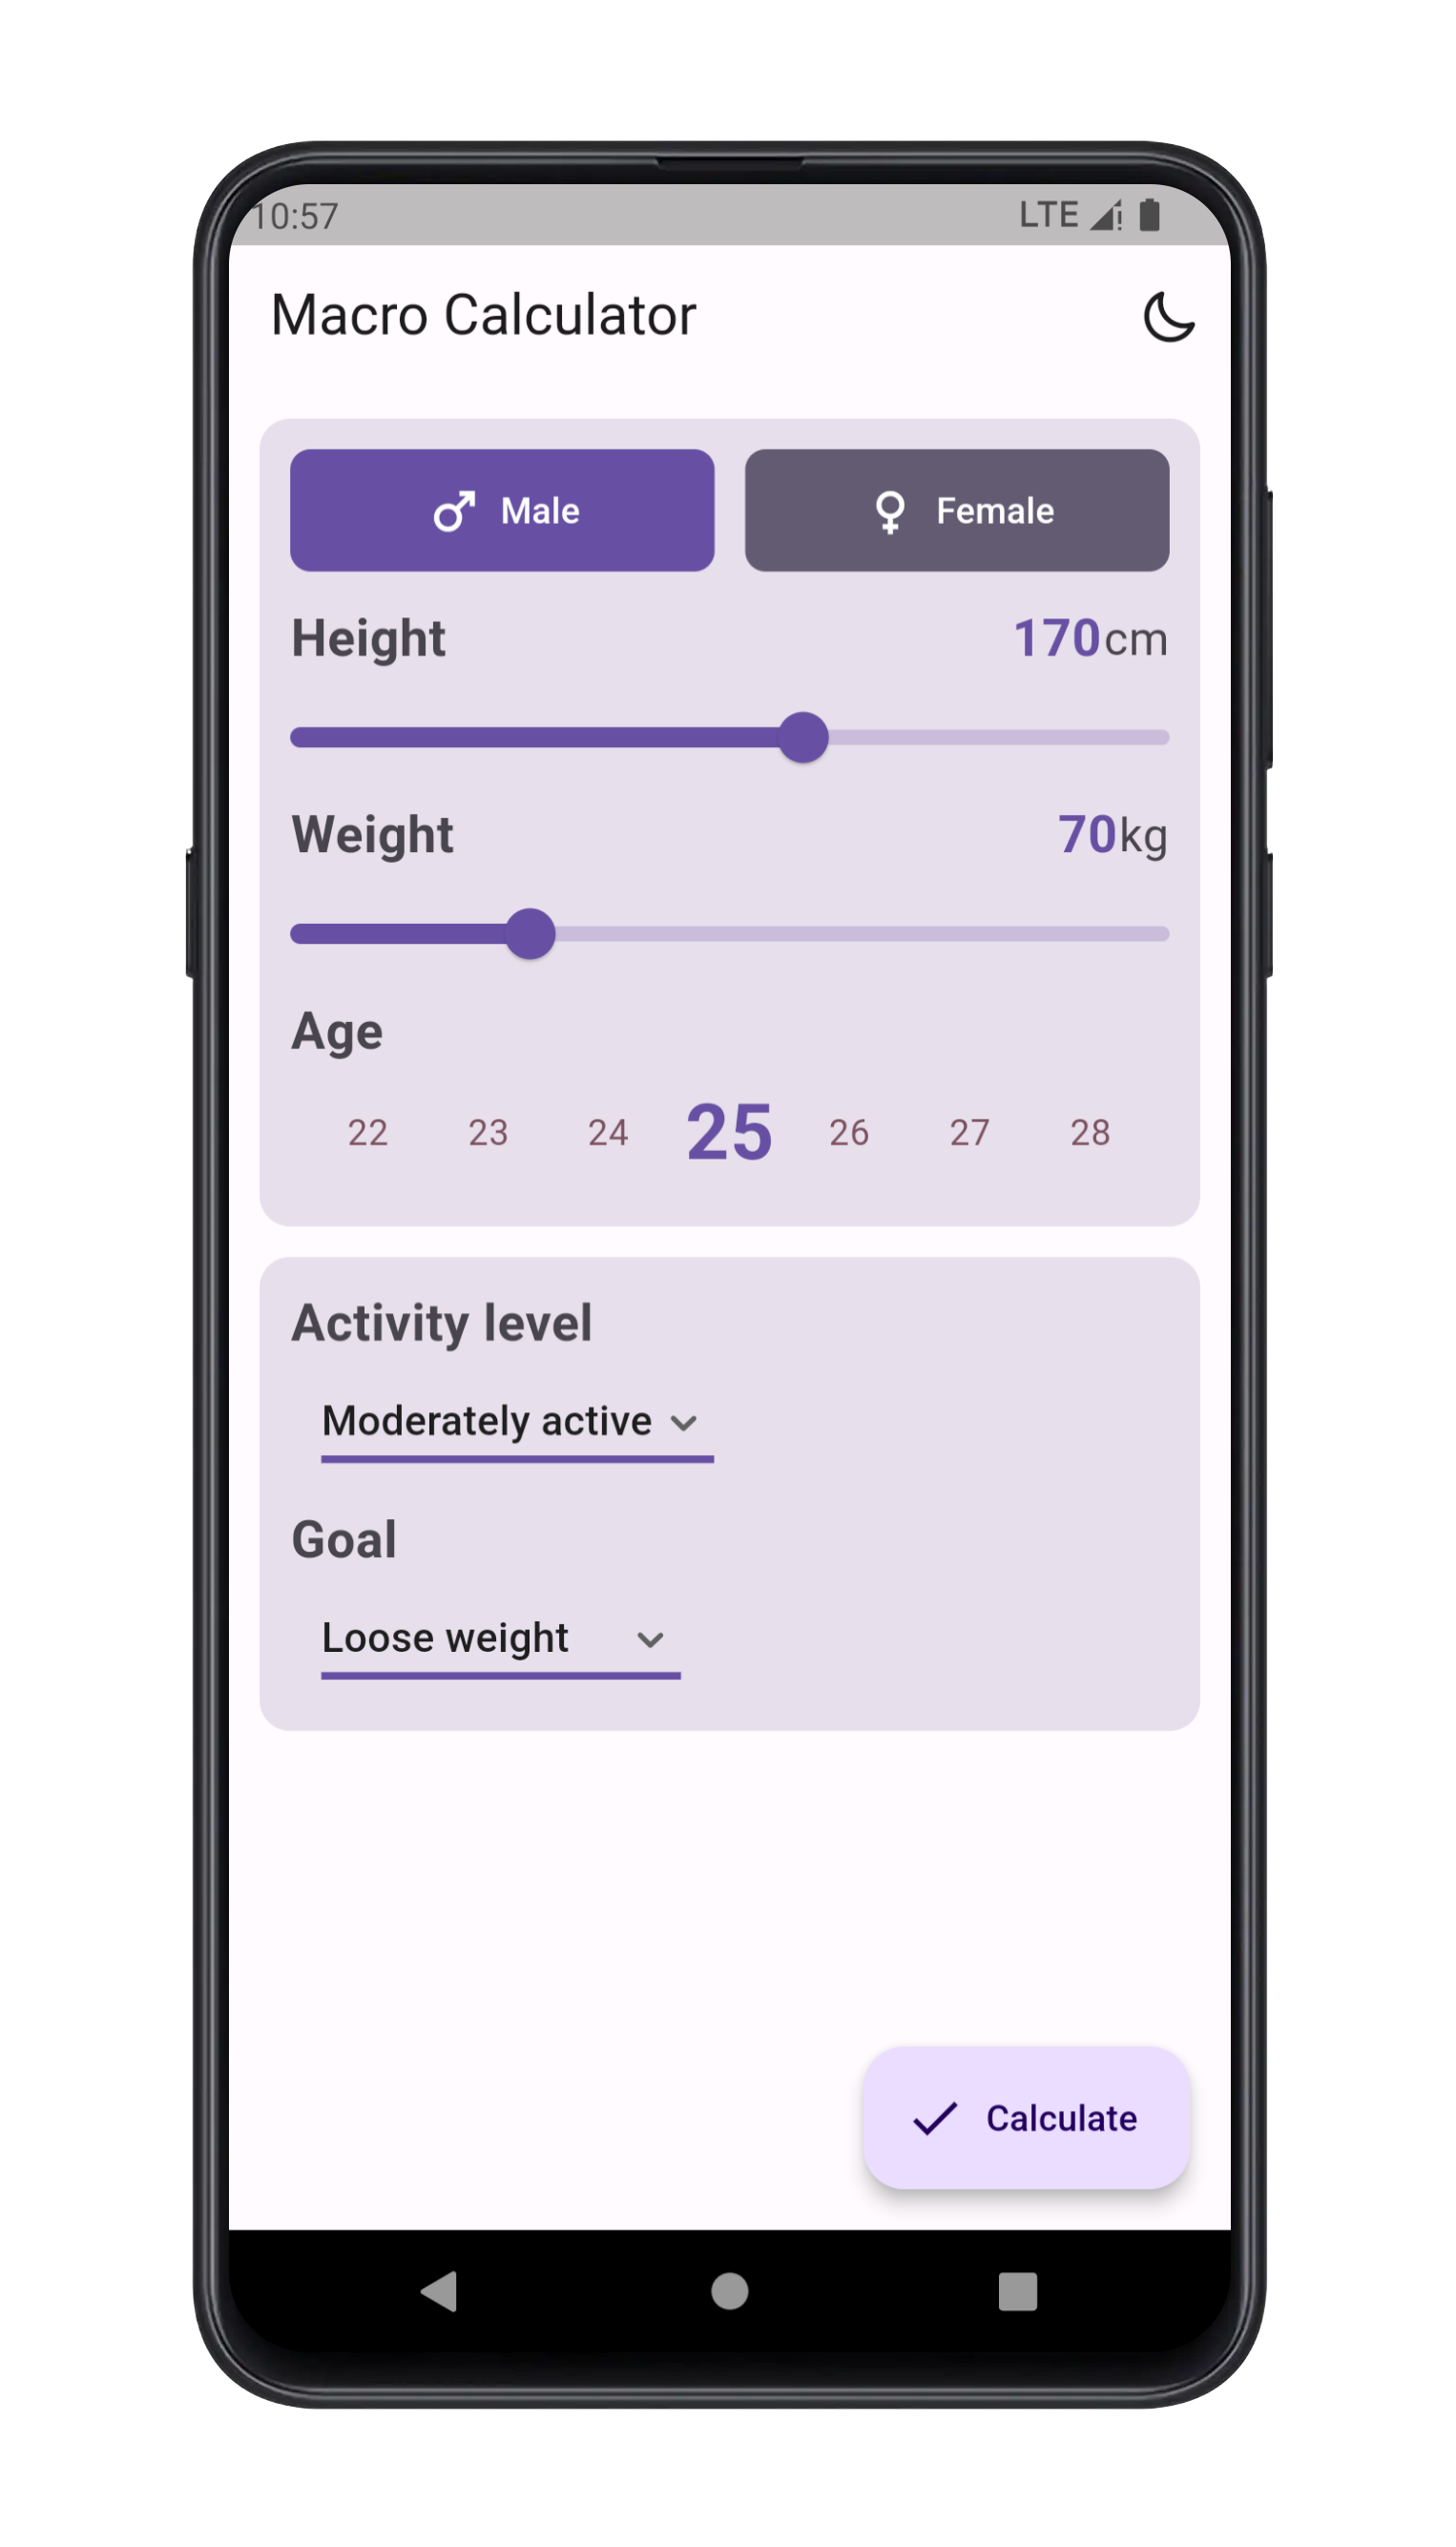 10:57 LTE
Macro Calculator
Male Female
Height 170cm
Weight 70kg
Age
22 23 24 25 26 27 28
Activity level
Moderately active
Goal
Loose weight
Calculate